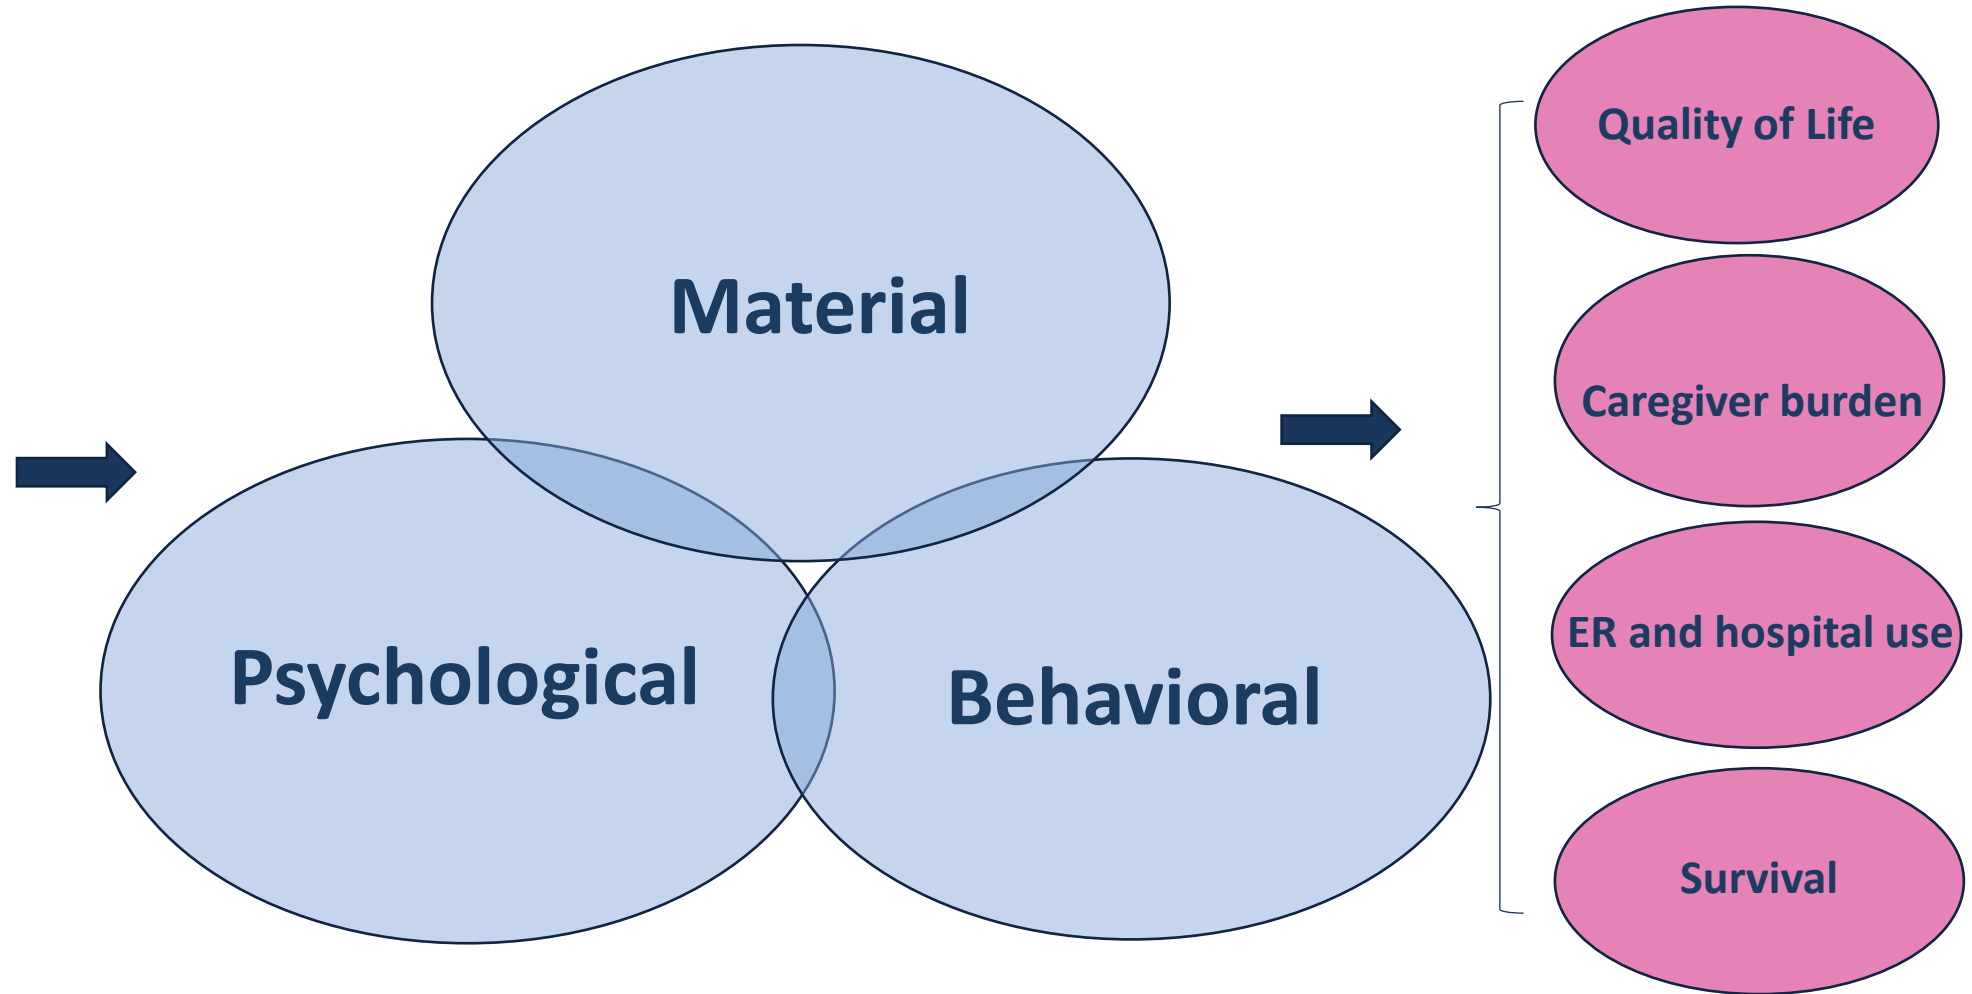 Material
Psychological
Behavioral
Quality of Life
Caregiver burden
ER and hospital use
Survival